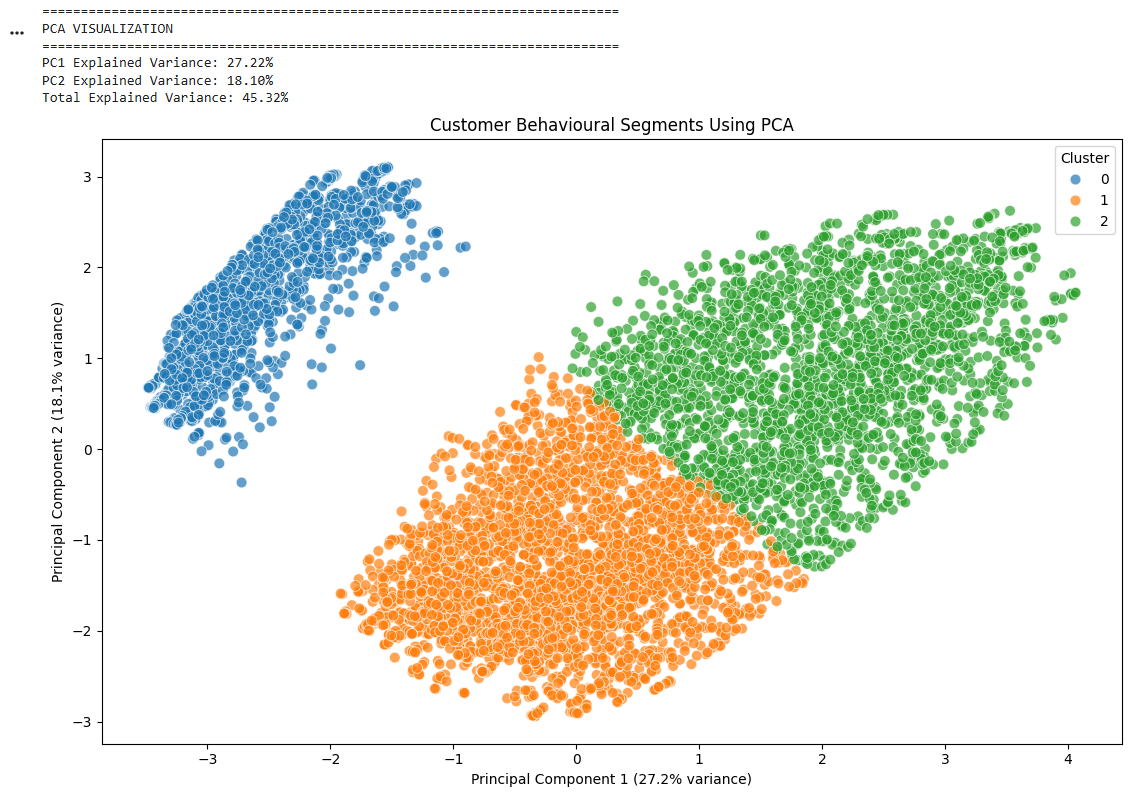 ===========================================================================
...
PCA VISUALIZATION
===========================================================================
PC1 Explained Variance: 27.22%
PC2 Explained Variance: 18.10%
Total Explained Variance: 45.32%
Customer Behavioural Segments Using PCA
Cluster
0
1
2
3
2
1
0
−1
−2
−3
Principal Component 2 (18.1% variance)
−3
−2
−1
0
1
2
3
4
Principal Component 1 (27.2% variance)